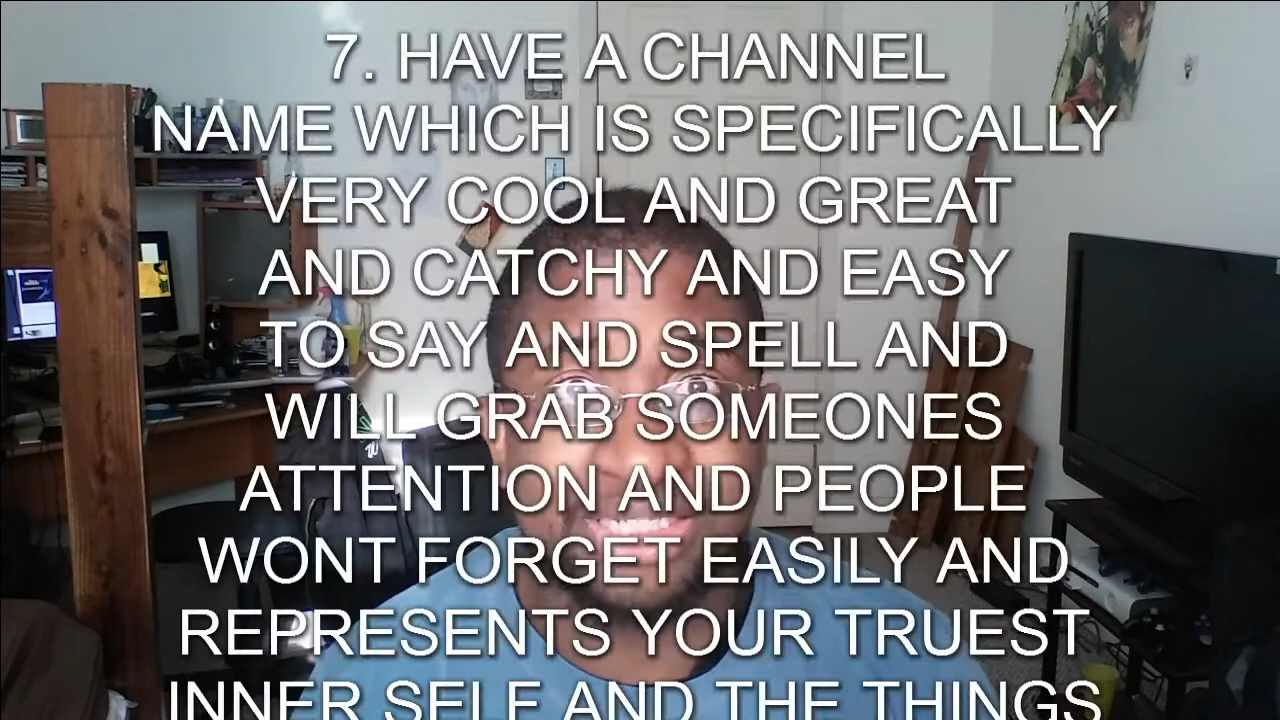 7. HAVE A CHANNEL
NAME WHICH IS SPECIFICALLY
VERY COOL AND GREAT
AND CATCHY AND EASY
TO SAY AND SPELL AND
WILL GRAB SOMEONES
ATTENTION AND PEOPLE
WONT FORGET EASILY AND
REPRESENTS YOUR TRUEST
INNER SELF AND THE THINGS